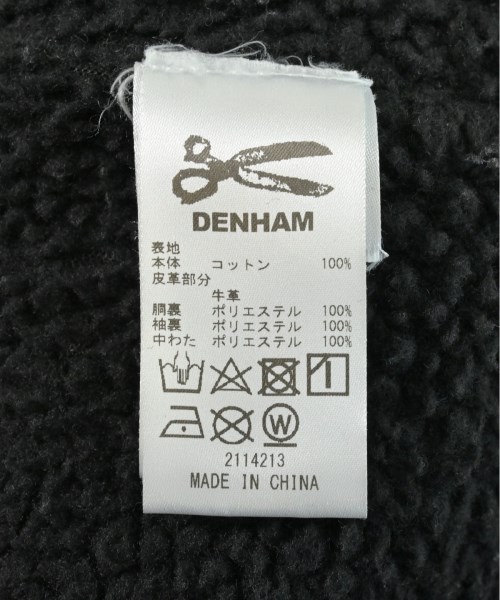 DENHAM
表地
本体 コットン 100%
皮革部分
牛革
胴裏 ポリエステル 100%
袖裏 ポリエステル 100%
中わた ポリエステル 100%
W
2114213
MADE IN CHINA